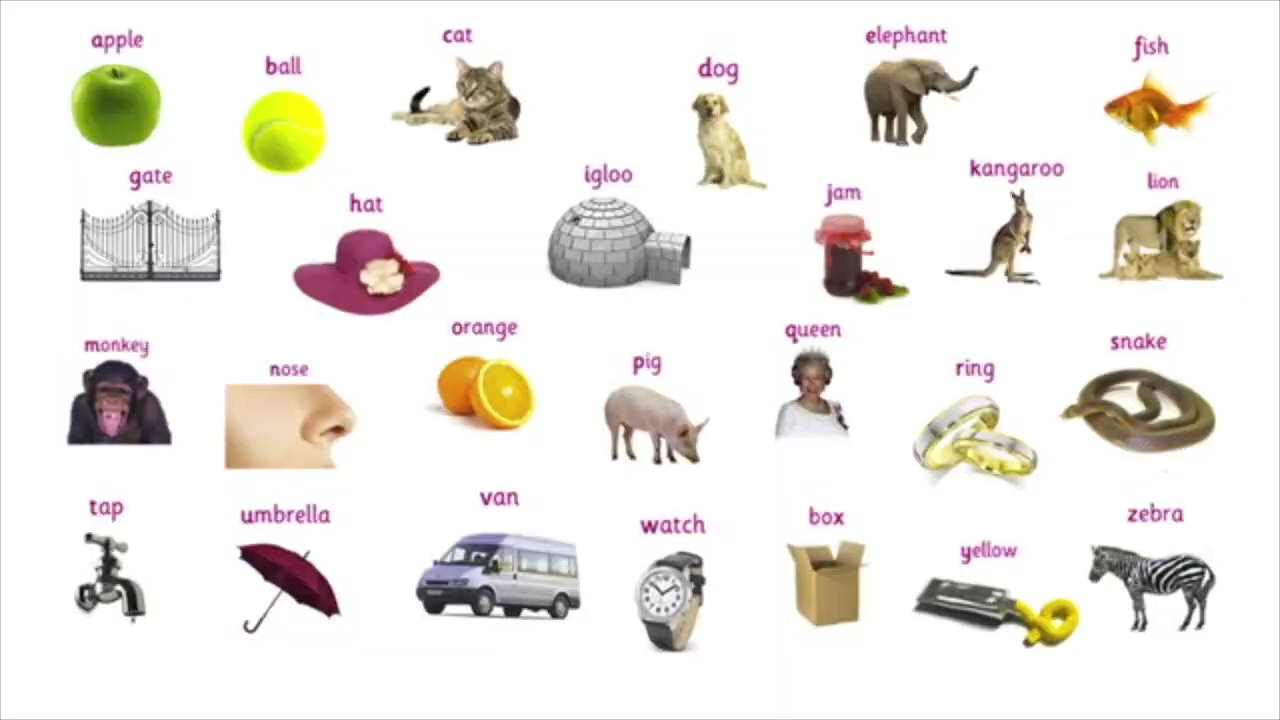 apple
ball
cat
dog
elephant
fish
gate
hat
igloo
jam
kangaroo
lion
monkey
nose
orange
pig
queen
ring
snake
tap
umbrella
van
watch
box
yellow
zebra